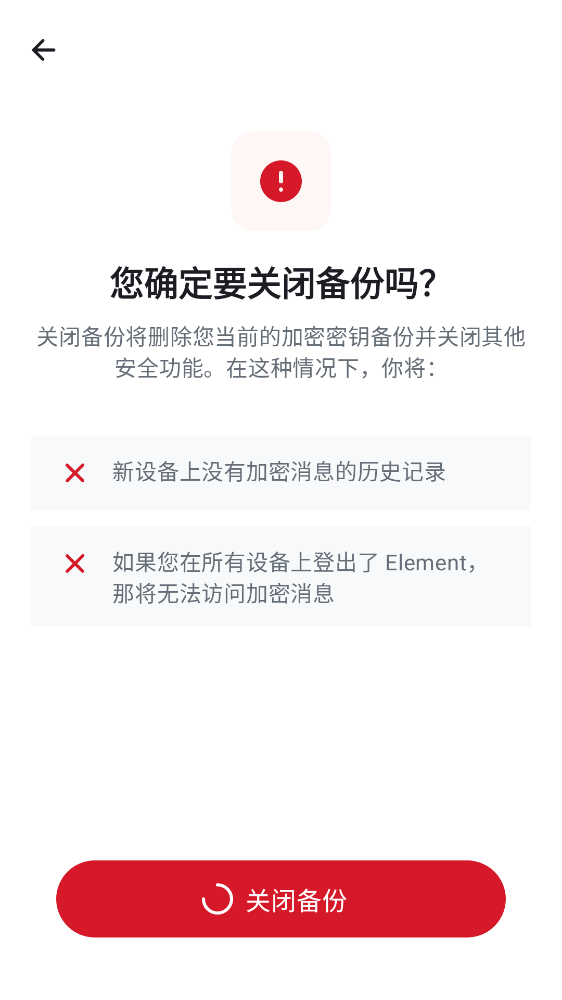 您确定要关闭备份吗？
关闭备份将删除您当前的加密密钥备份并关闭其他
安全功能。在这种情况下，你将：
新设备上没有加密消息的历史记录
如果您在所有设备上登出了 Element，
那将无法访问加密消息
关闭备份